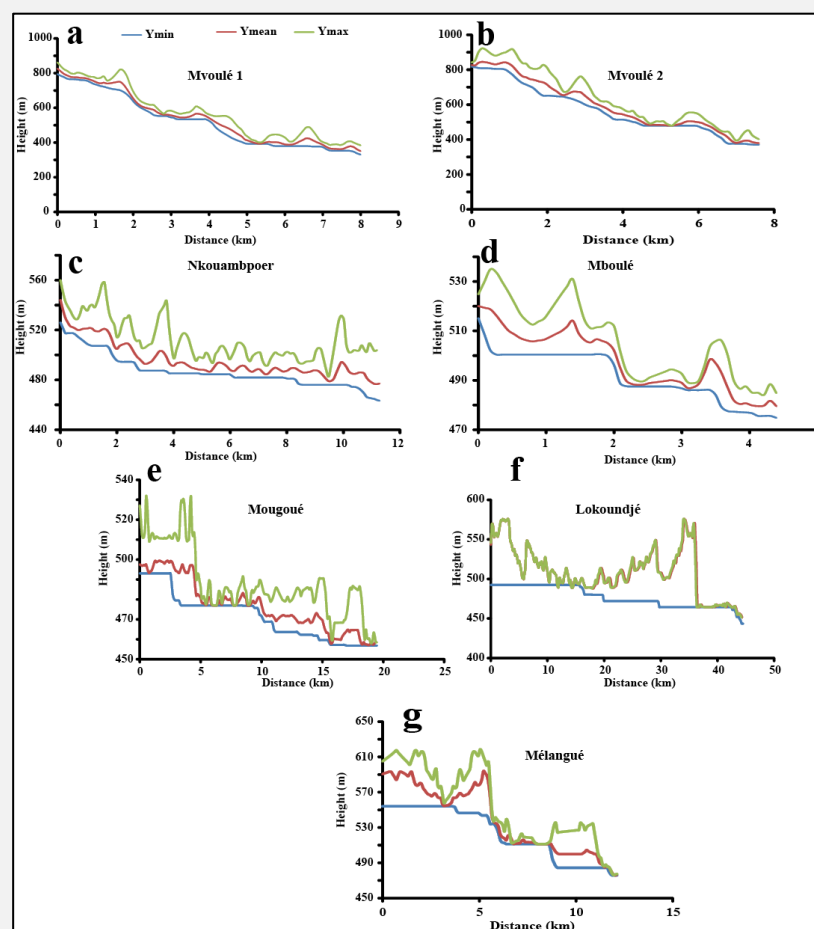 a Ymin Ymean Ymax
Mvoulé 1
Height (m)
1000
800
600
400
200
0
0 1 2 3 4 5 6 7 8 9
Distance (km)
b
Mvoulé 2
Height (m)
1000
800
600
400
200
0
0 2 4 6 8
Distance (km)
c
Nkouambpoer
Height (m)
560
520
480
440
0 2 4 6 8 10 12
Distance (km)
d
Mboulé
Height (m)
530
510
490
470
0 1 2 3 4
Distance (km)
e
Mougoué
Height (m)
540
520
500
480
460
450
0 5 10 15 20 25
Distance (km)
f
Lokoundjé
Height (m)
600
550
500
450
400
0 10 20 30 40 50
Distance (km)
g
Mélangué
Height (m)
650
610
570
530
490
450
0 5 10 15
Distance (km)